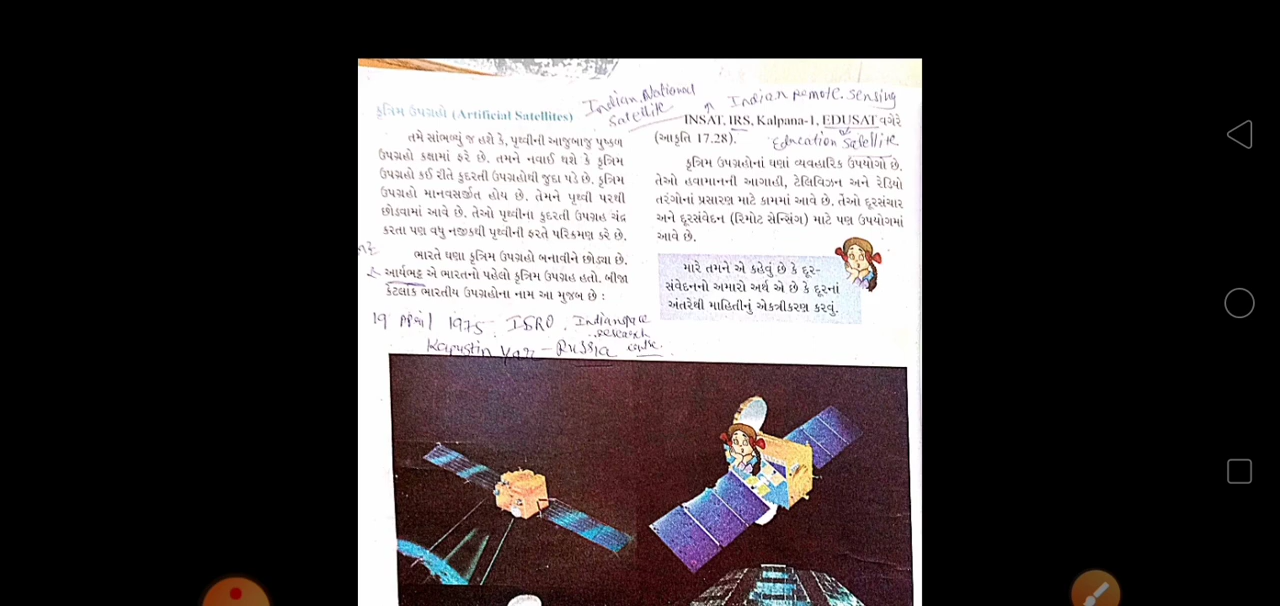 કૃત્રિમ ઉપગ્રહો (Artificial Satellites)
તમે સાંભળ્યું જ હશે કે, પૃથ્વીની આજુબાજુ પુષ્કળ
ઉપગ્રહો કક્ષામાં ફરે છે. તમને નવાઈ થશે કે કૃત્રિમ
ઉપગ્રહો કઈ રીતે કુદરતી ઉપગ્રહોથી જુદા પડે છે. કૃત્રિમ
ઉપગ્રહો માનવસર્જીત હોય છે. તેમને પૃથ્વી પરથી
છોડવામાં આવે છે. તેઓ પૃથ્વીના કુદરતી ઉપગ્રહ ચંદ્ર
કરતા પણ વધુ નજીકથી પૃથ્વીની ફરતે પરિક્રમણ કરે છે.
ભારતે ઘણા કૃત્રિમ ઉપગ્રહો બનાવીને છોડ્યા છે.
આર્યભટ્ટ એ ભારતનો પહેલો કૃત્રિમ ઉપગ્રહ હતો. બીજા
કેટલાક ભારતીય ઉપગ્રહોના નામ આ મુજબ છે :
19 April 1975. ISRO. Indian space
research
Kapustin Yar - Russia centre.
Indian National
Satellite
Indian Remote Sensing
INSAT, IRS, Kalpana-1, EDUSAT વગેરે
(આકૃતિ 17.28).
Education Satellite
કૃત્રિમ ઉપગ્રહોનાં ઘણાં વ્યવહારિક ઉપયોગો છે.
તેઓ હવામાનની આગાહી, ટેલિવિઝન અને રેડિયો
તરંગોનાં પ્રસારણ માટે કામમાં આવે છે. તેઓ દૂરસંચાર
અને દૂરસંવેદન (રિમોટ સેન્સિંગ) માટે પણ ઉપયોગમાં
આવે છે.
મારે તમને એ કહેવું છે કે દૂર-
સંવેદનનો અમારો અર્થ એ છે કે દૂરનાં
અંતરેથી માહિતીનું એકત્રીકરણ કરવું.